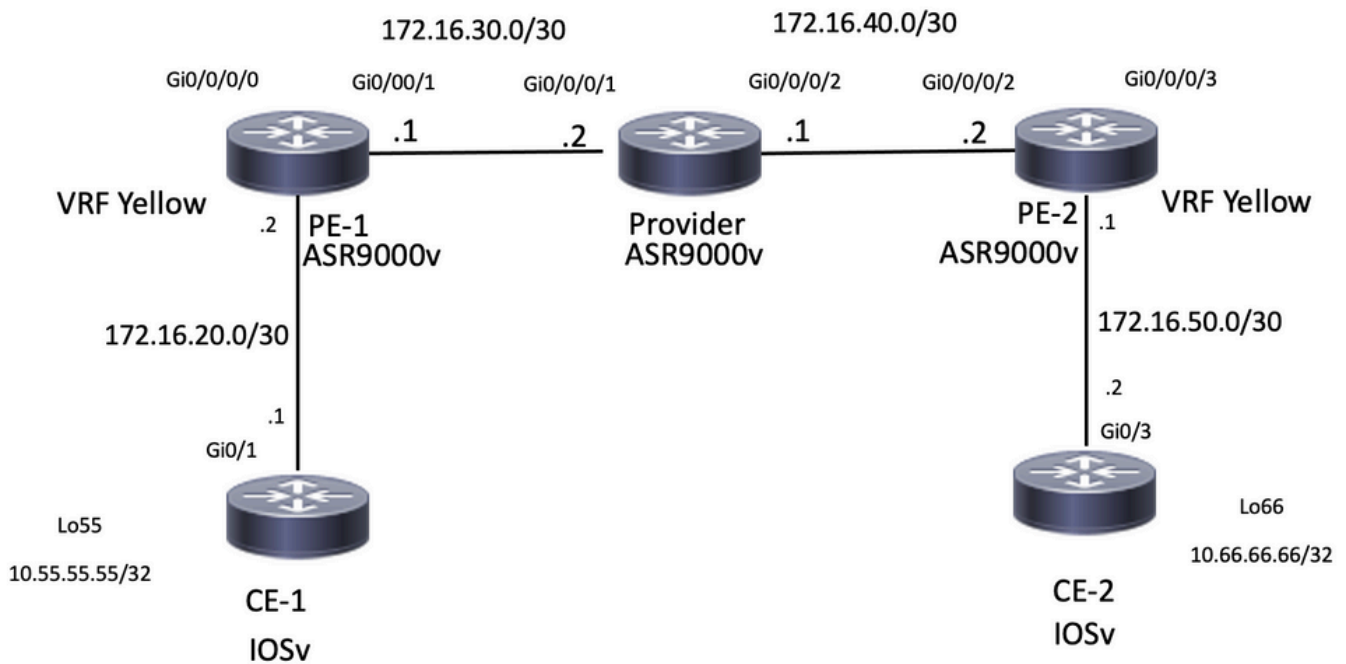 172.16.30.0/30
172.16.40.0/30
Gi0/0/0/0
Gi0/00/1
Gi0/0/0/1
Gi0/0/0/2
Gi0/0/0/2
Gi0/0/0/3
.1
.2
.1
.2
VRF Yellow
.2
PE-1
ASR9000v
Provider
ASR9000v
PE-2
ASR9000v
.1
VRF Yellow
172.16.20.0/30
172.16.50.0/30
.1
Gi0/1
.2
Gi0/3
Lo55
10.55.55.55/32
CE-1
IOSv
Lo66
10.66.66.66/32
CE-2
IOSv